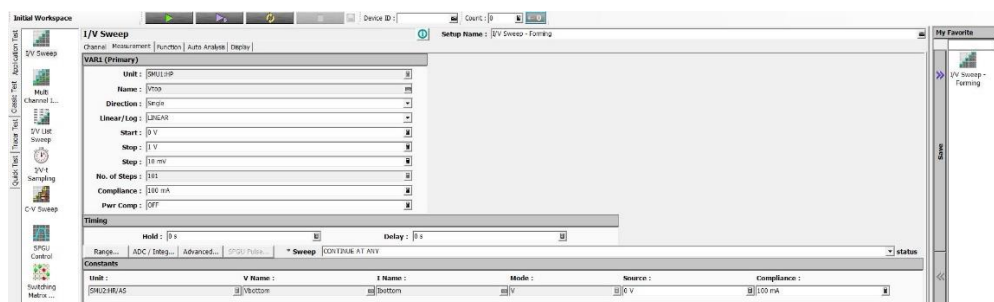 Initial Workspace
Device ID :
Count : 0
I/V Sweep
Setup Name : I/V Sweep - Forming
My Favorite
Channel Measurement Function Auto Analysis Display
VAR1 (Primary)
Unit : SMU1:HP
Name : Vtop
Direction : Single
Linear/Log : LINEAR
Start : 0 V
Stop : 1 V
Step : 10 mV
No. of Steps : 101
Compliance : 100 mA
Pwr Comp : OFF
Timing
Hold : 0 s
Delay : 0 s
Range...
ADC / Integ...
Advanced...
SPGU Pulse...
* Sweep CONTINUE AT ANY
status
Constants
Unit :
V Name :
I Name :
Mode :
Source :
Compliance :
SMU2:HR/AS
Vbottom
Ibottom
V
0 V
100 mA
Application Test
Classic Test
Tracer Test
Quick Test
I/V Sweep
Multi
Channel I...
I/V List
Sweep
I/V-t
Sampling
C-V Sweep
SPGU
Control
Switching
Matrix ...
Save
I/V Sweep -
Forming